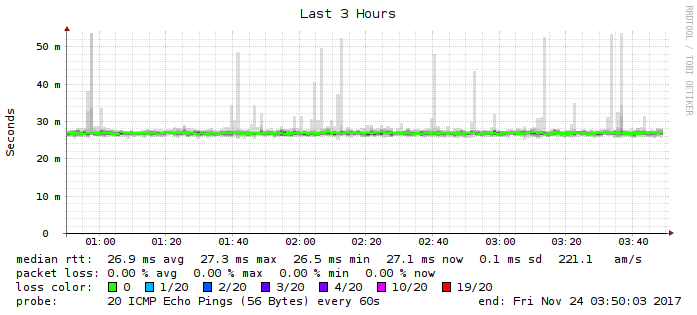 Last 3 Hours
RRDTOOL / TOBI OETIKER
Seconds
50 m
40 m
30 m
20 m
10 m
0
01:00 01:20 01:40 02:00 02:20 02:40 03:00 03:20 03:40
median rtt: 26.9 ms avg 27.3 ms max 26.5 ms min 27.1 ms now 0.1 ms sd 221.1 am/s
packet loss: 0.00 % avg 0.00 % max 0.00 % min 0.00 % now
loss color: 0 1/20 2/20 3/20 4/20 10/20 19/20
probe: 20 ICMP Echo Pings (56 Bytes) every 60s end: Fri Nov 24 03:50:03 2017